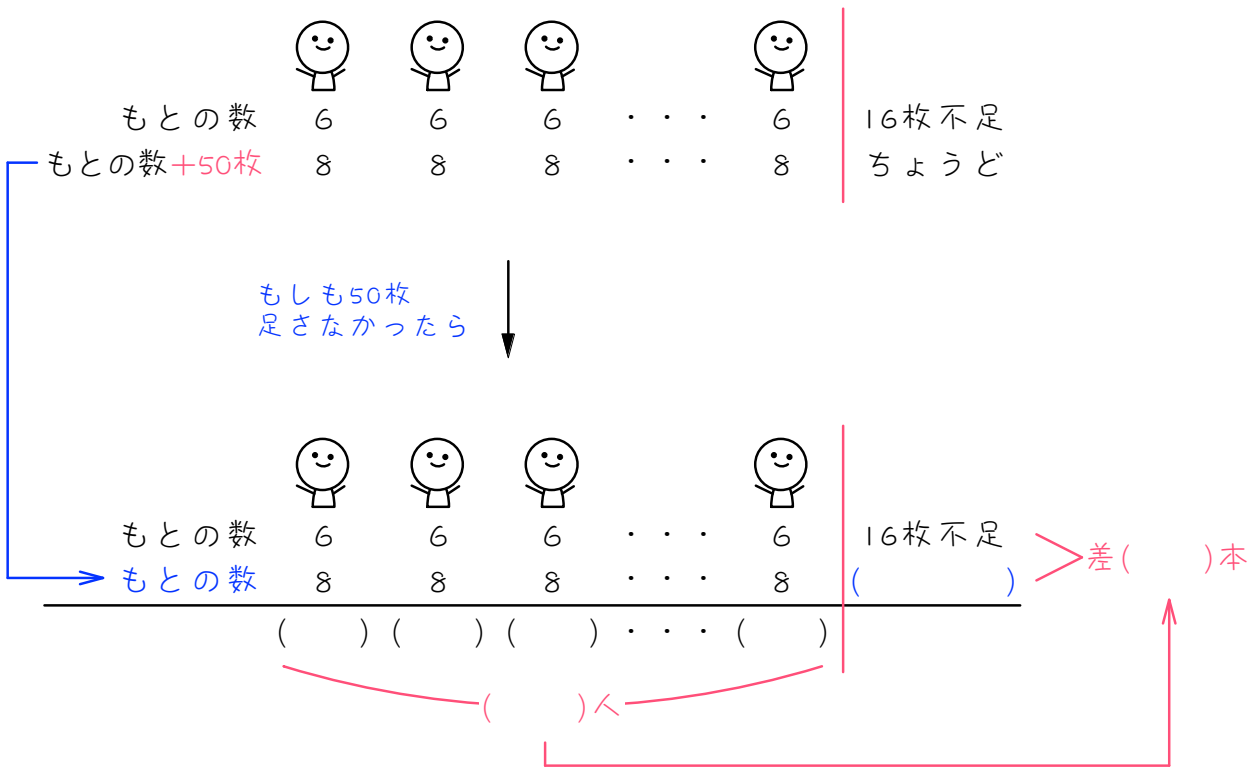 もとの数 6 6 6 ・・・ 6 16枚不足
もとの数+50枚 8 8 8 ・・・ 8 ちょうど
もしも50枚
足さなかったら
もとの数 6 6 6 ・・・ 6 16枚不足
もとの数 8 8 8 ・・・ 8 ( )
差( )本
( ) ( ) ( ) ・・・ ( )
( )人